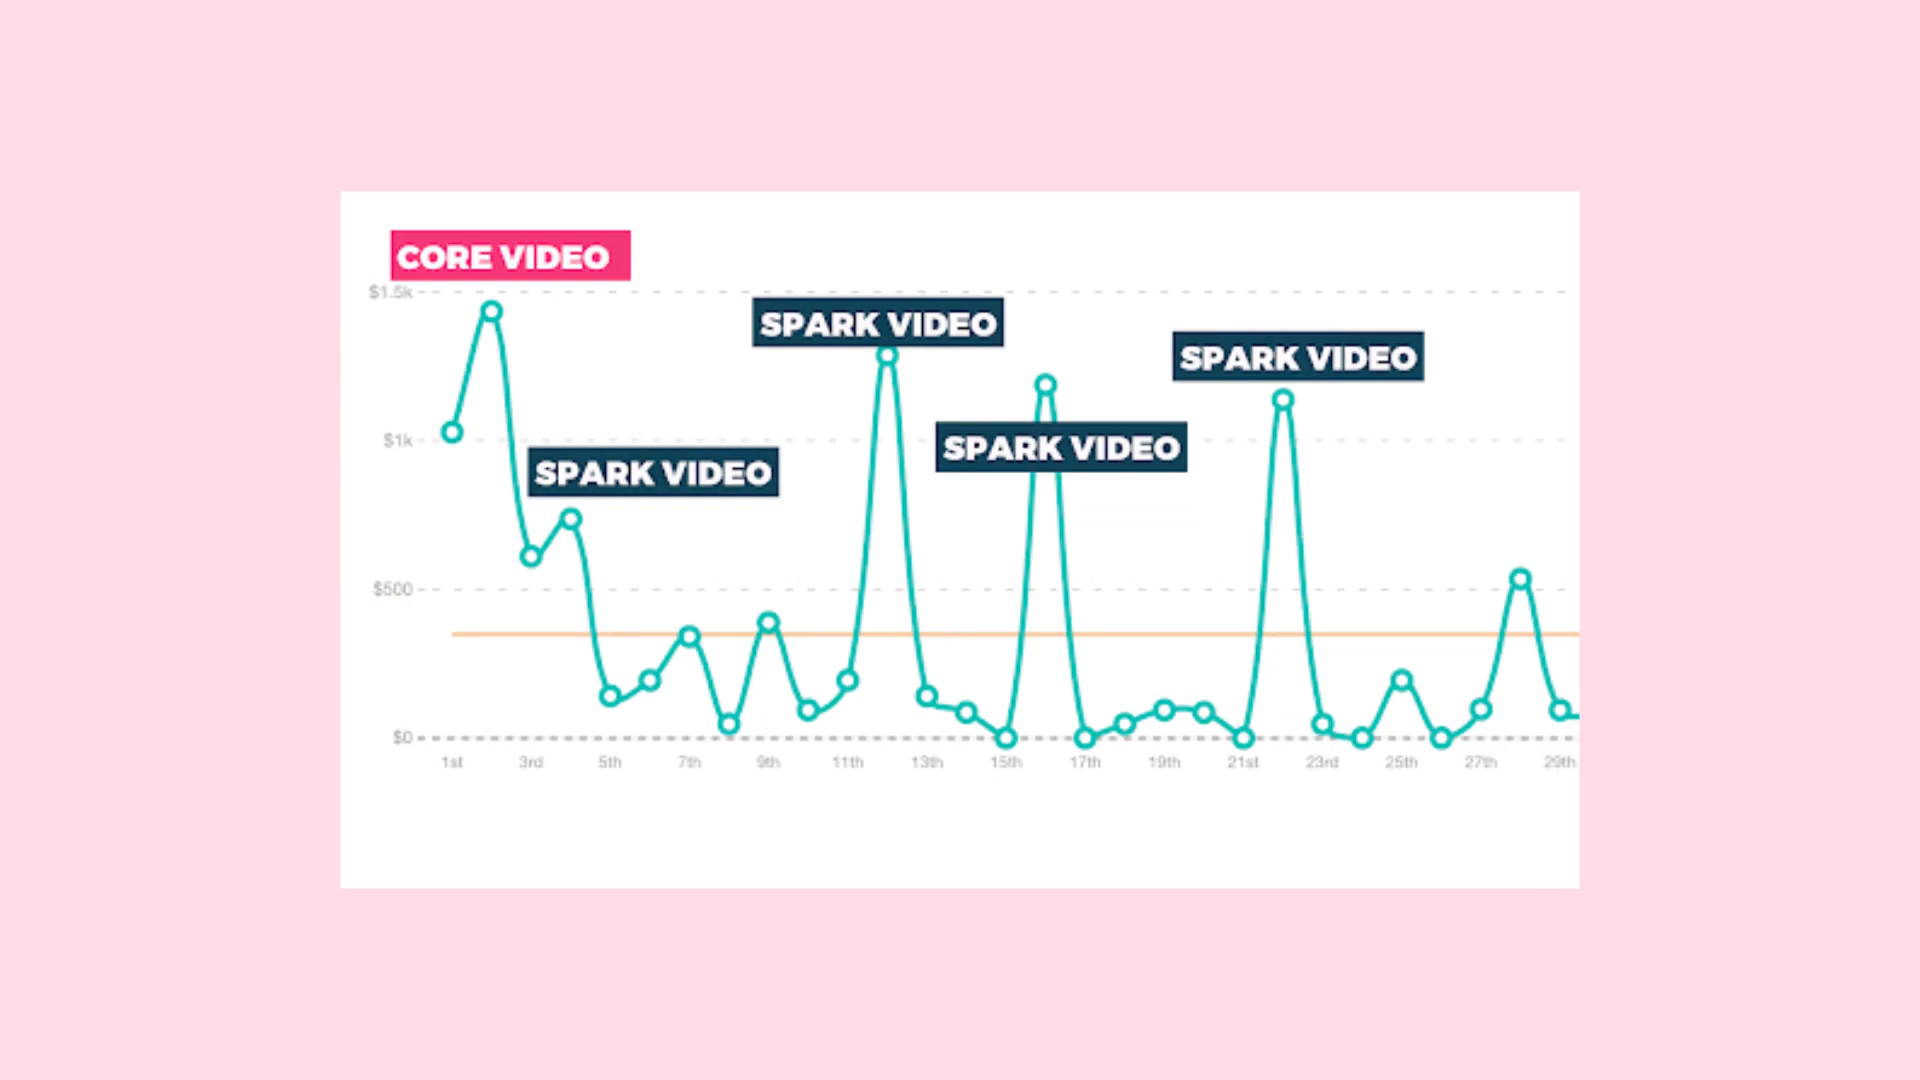 CORE VIDEO
$1.5k
SPARK VIDEO
SPARK VIDEO
$1k
SPARK VIDEO
SPARK VIDEO
$500
$0
1st 3rd 5th 7th 9th 11th 13th 15th 17th 19th 21st 23rd 25th 27th 29th